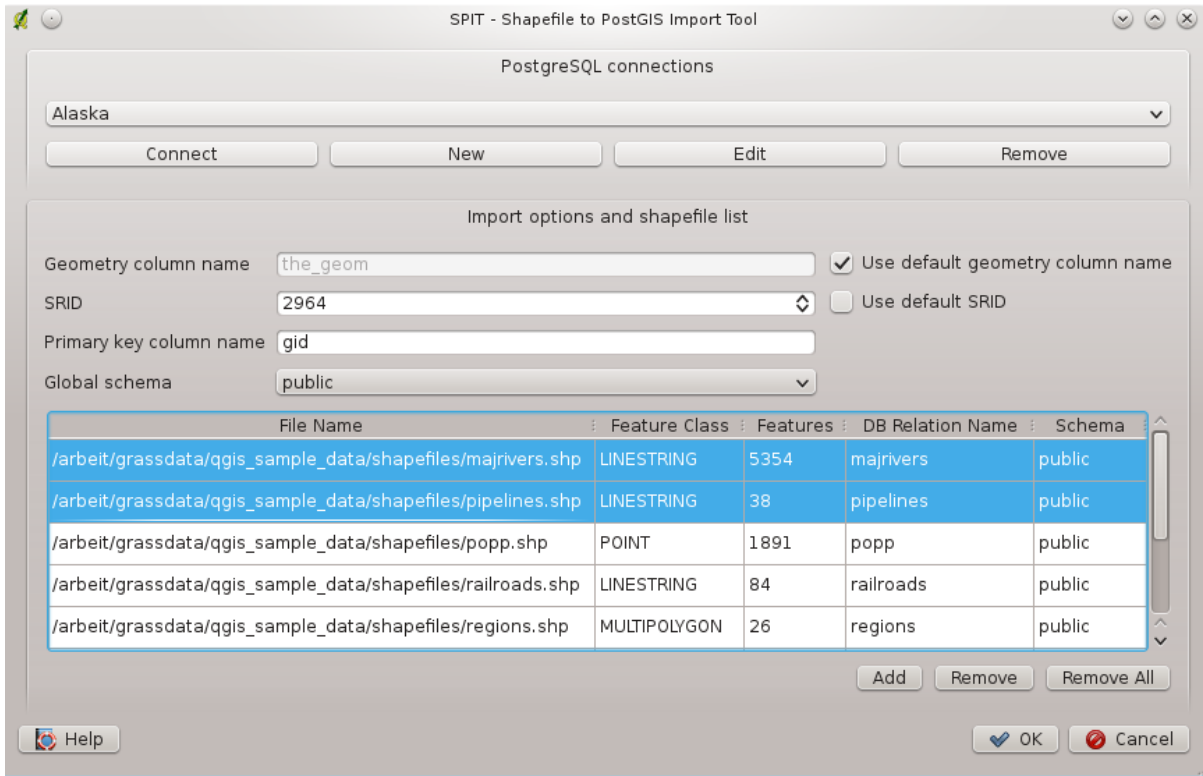 SPIT - Shapefile to PostGIS Import Tool
PostgreSQL connections
Alaska
Connect New Edit Remove
Import options and shapefile list
Geometry column name the_geom Use default geometry column name
SRID 2964 Use default SRID
Primary key column name gid
Global schema public
File Name Feature Class Features DB Relation Name Schema
/arbeit/grassdata/qgis_sample_data/shapefiles/majrivers.shp LINESTRING 5354 majrivers public
/arbeit/grassdata/qgis_sample_data/shapefiles/pipelines.shp LINESTRING 38 pipelines public
/arbeit/grassdata/qgis_sample_data/shapefiles/popp.shp POINT 1891 popp public
/arbeit/grassdata/qgis_sample_data/shapefiles/railroads.shp LINESTRING 84 railroads public
/arbeit/grassdata/qgis_sample_data/shapefiles/regions.shp MULTIPOLYGON 26 regions public
Add Remove Remove All
Help OK Cancel